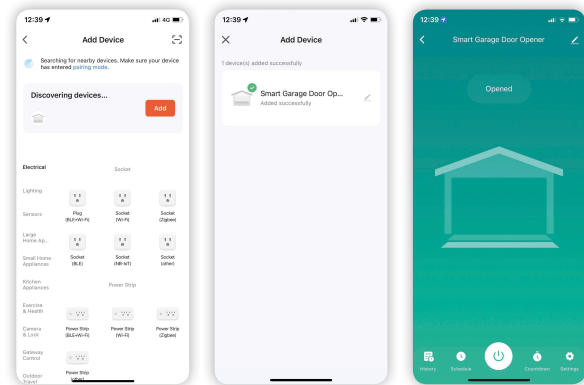 12:39
4G
Add Device
Searching for nearby devices. Make sure your device
has entered pairing mode.
Discovering devices...
Add
Electrical
Socket
Lighting
Sensors
Plug
(BLE+Wi-Fi)
Socket
(Wi-Fi)
Socket
(Zigbee)
Large
Home Ap...
Small Home
Appliances
Socket
(BLE)
Socket
(NB-IoT)
Socket
(other)
Kitchen
Appliances
Power Strip
Exercise
& Health
Camera
& Lock
Power Strip
(BLE+Wi-Fi)
Power Strip
(Wi-Fi)
Power Strip
(Zigbee)
Gateway
Control
Outdoor
Travel
Power Strip
(other)
12:39
Add Device
1 device(s) added successfully
Smart Garage Door Op...
Added successfully
12:39
Smart Garage Door Opener
Opened
History
Schedule
Countdown
Settings